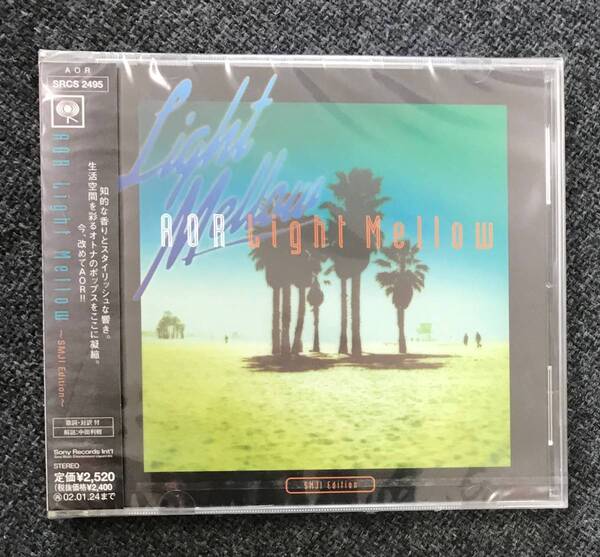 AOR
SRCS 2495
AOR Light Mellow
～SMJI Edition～
知的な香りとスタイリッシュな響き。
生活空間を彩るオトナのポップスをここに凝縮。
今、改めてAOR!!
歌詞・対訳 付
解説:中田利樹
Sony Records Int'l
STEREO
定価¥2,520
(税抜価格¥2,400)
02.01.24まで
Light
Mellow
AOR Light Mellow
SMJI Edition